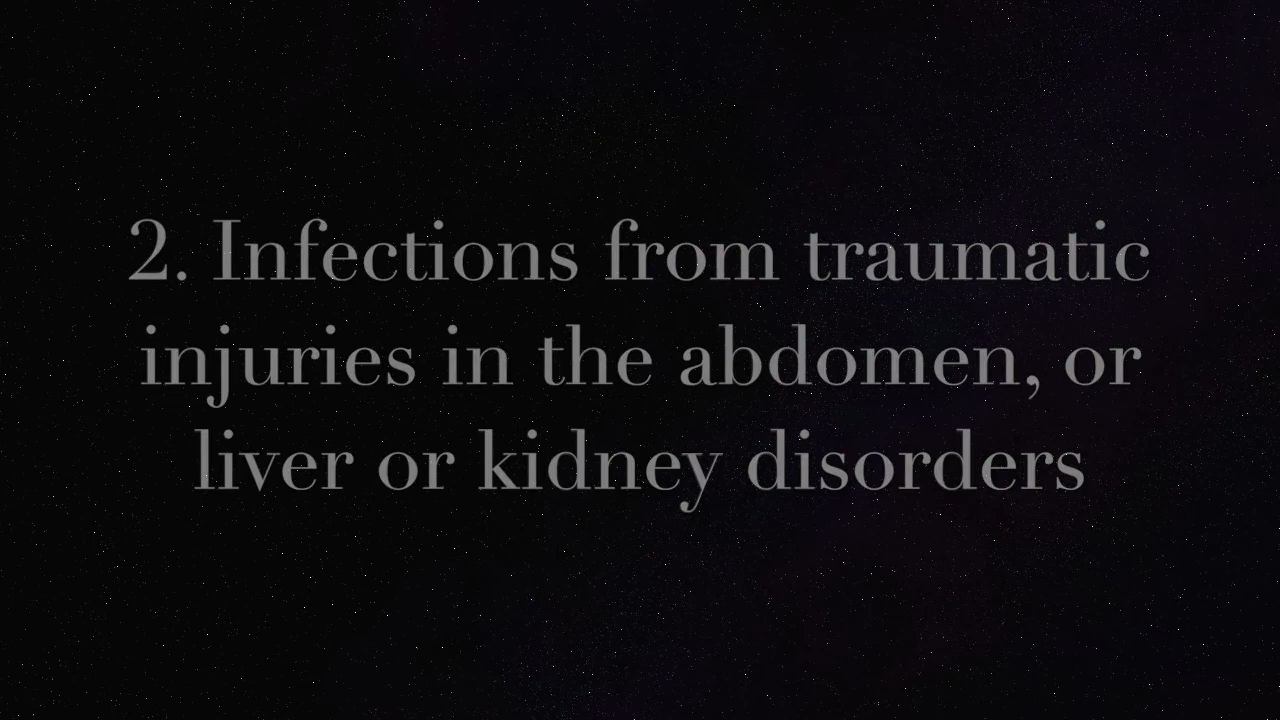 2. Infections from traumatic
injuries in the abdomen, or
liver or kidney disorders